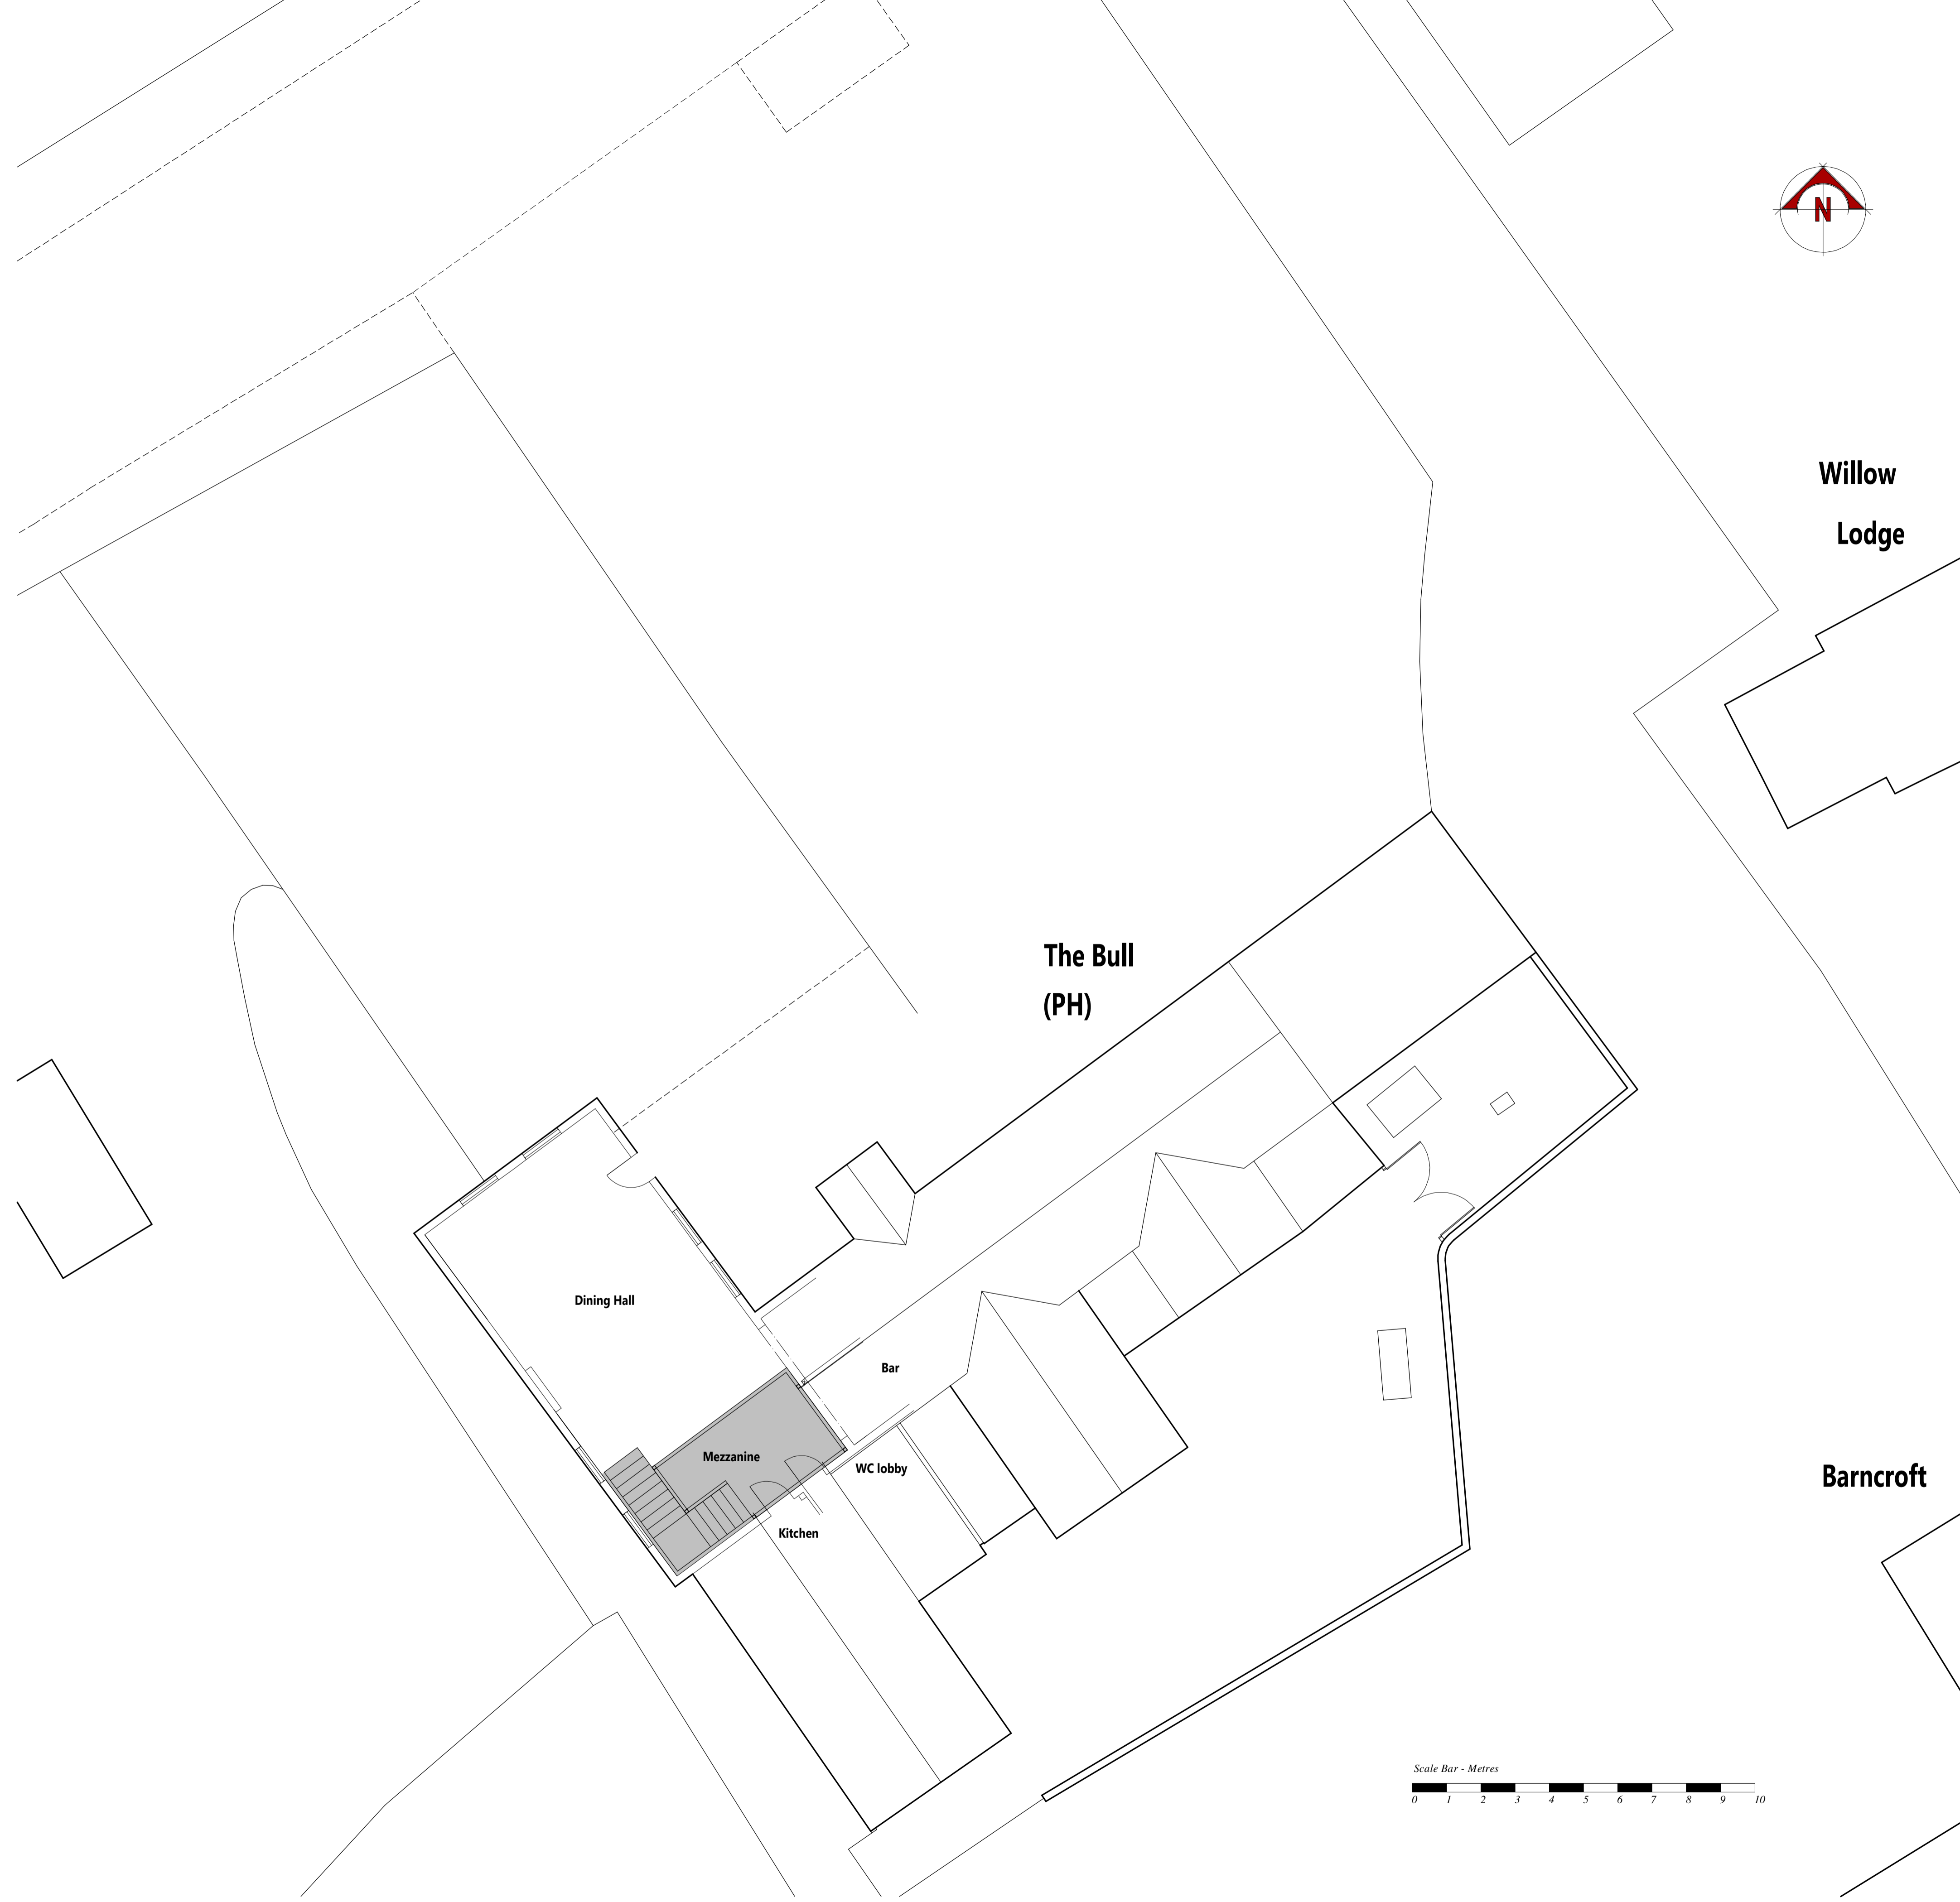 N
Willow
Lodge
The Bull
(PH)
Dining Hall
Bar
Mezzanine
WC lobby
Kitchen
Barncroft
Scale Bar - Metres
0 1 2 3 4 5 6 7 8 9 10